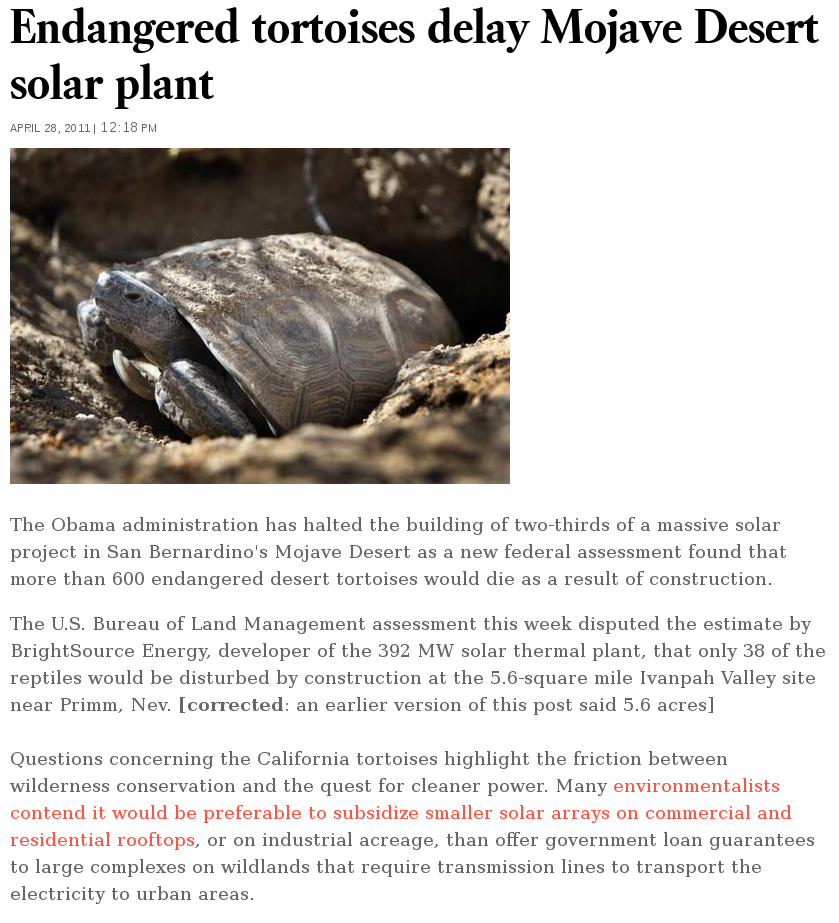 Endangered tortoises delay Mojave Desert
solar plant
APRIL 28, 2011 | 12:18 PM
The Obama administration has halted the building of two-thirds of a massive solar
project in San Bernardino's Mojave Desert as a new federal assessment found that
more than 600 endangered desert tortoises would die as a result of construction.
The U.S. Bureau of Land Management assessment this week disputed the estimate by
BrightSource Energy, developer of the 392 MW solar thermal plant, that only 38 of the
reptiles would be disturbed by construction at the 5.6-square mile Ivanpah Valley site
near Primm, Nev. [corrected: an earlier version of this post said 5.6 acres]
Questions concerning the California tortoises highlight the friction between
wilderness conservation and the quest for cleaner power. Many environmentalists
contend it would be preferable to subsidize smaller solar arrays on commercial and
residential rooftops, or on industrial acreage, than offer government loan guarantees
to large complexes on wildlands that require transmission lines to transport the
electricity to urban areas.